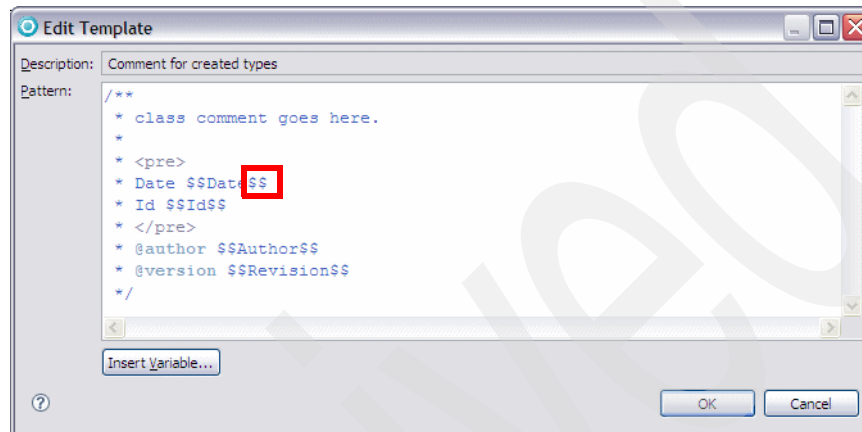 Edit Template
Description: Comment for created types
Pattern:
/**
* class comment goes here.
*
* <pre>
* Date $$Date$$
* Id $$Id$$
* </pre>
* @author $$Author$$
* @version $$Revision$$
*/
Insert Variable...
? OK Cancel